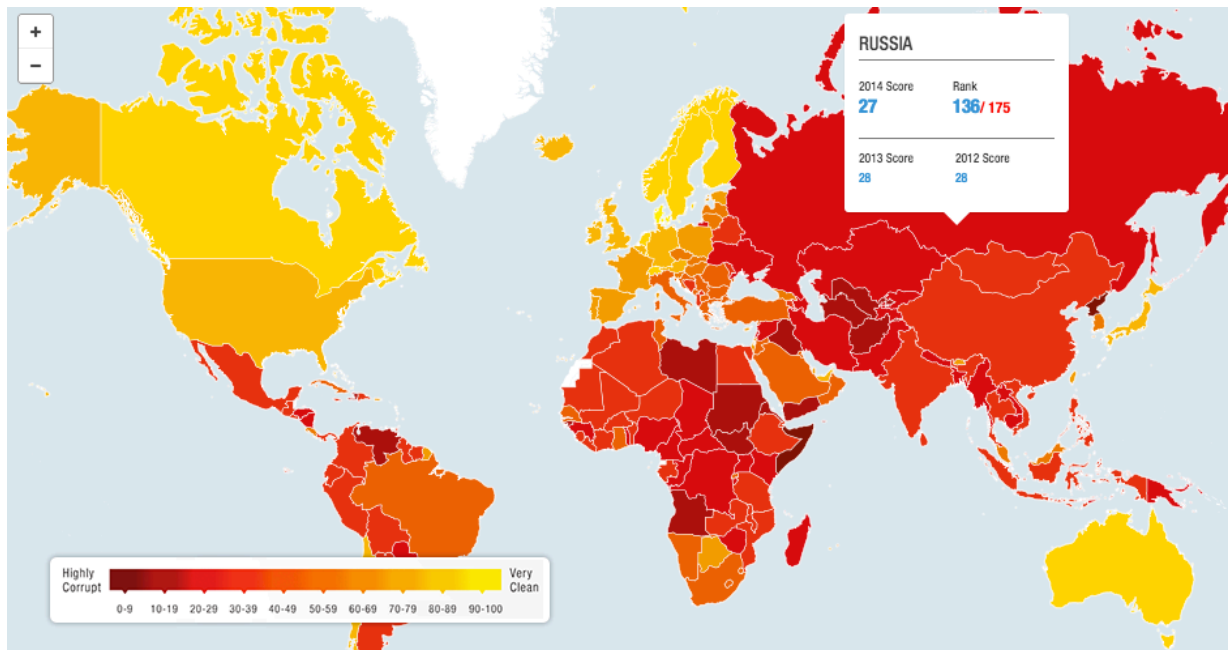 +
−
RUSSIA
2014 Score Rank
27 136/ 175
2013 Score 2012 Score
28 28
Highly Corrupt
Very Clean
0-9 10-19 20-29 30-39 40-49 50-59 60-69 70-79 80-89 90-100